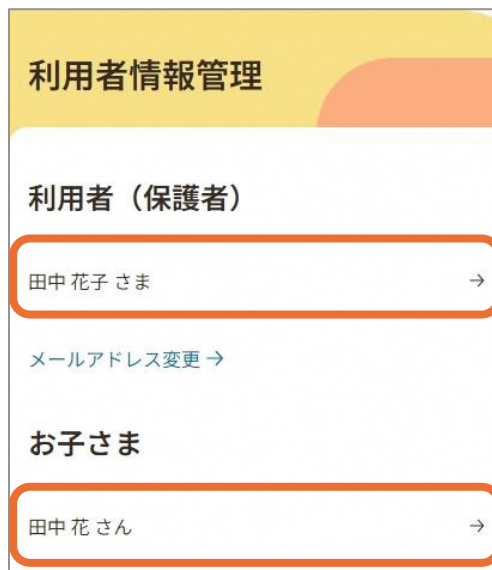 利用者情報管理
利用者（保護者）
田中 花子 さま →
メールアドレス変更 →
お子さま
田中 花 さん →